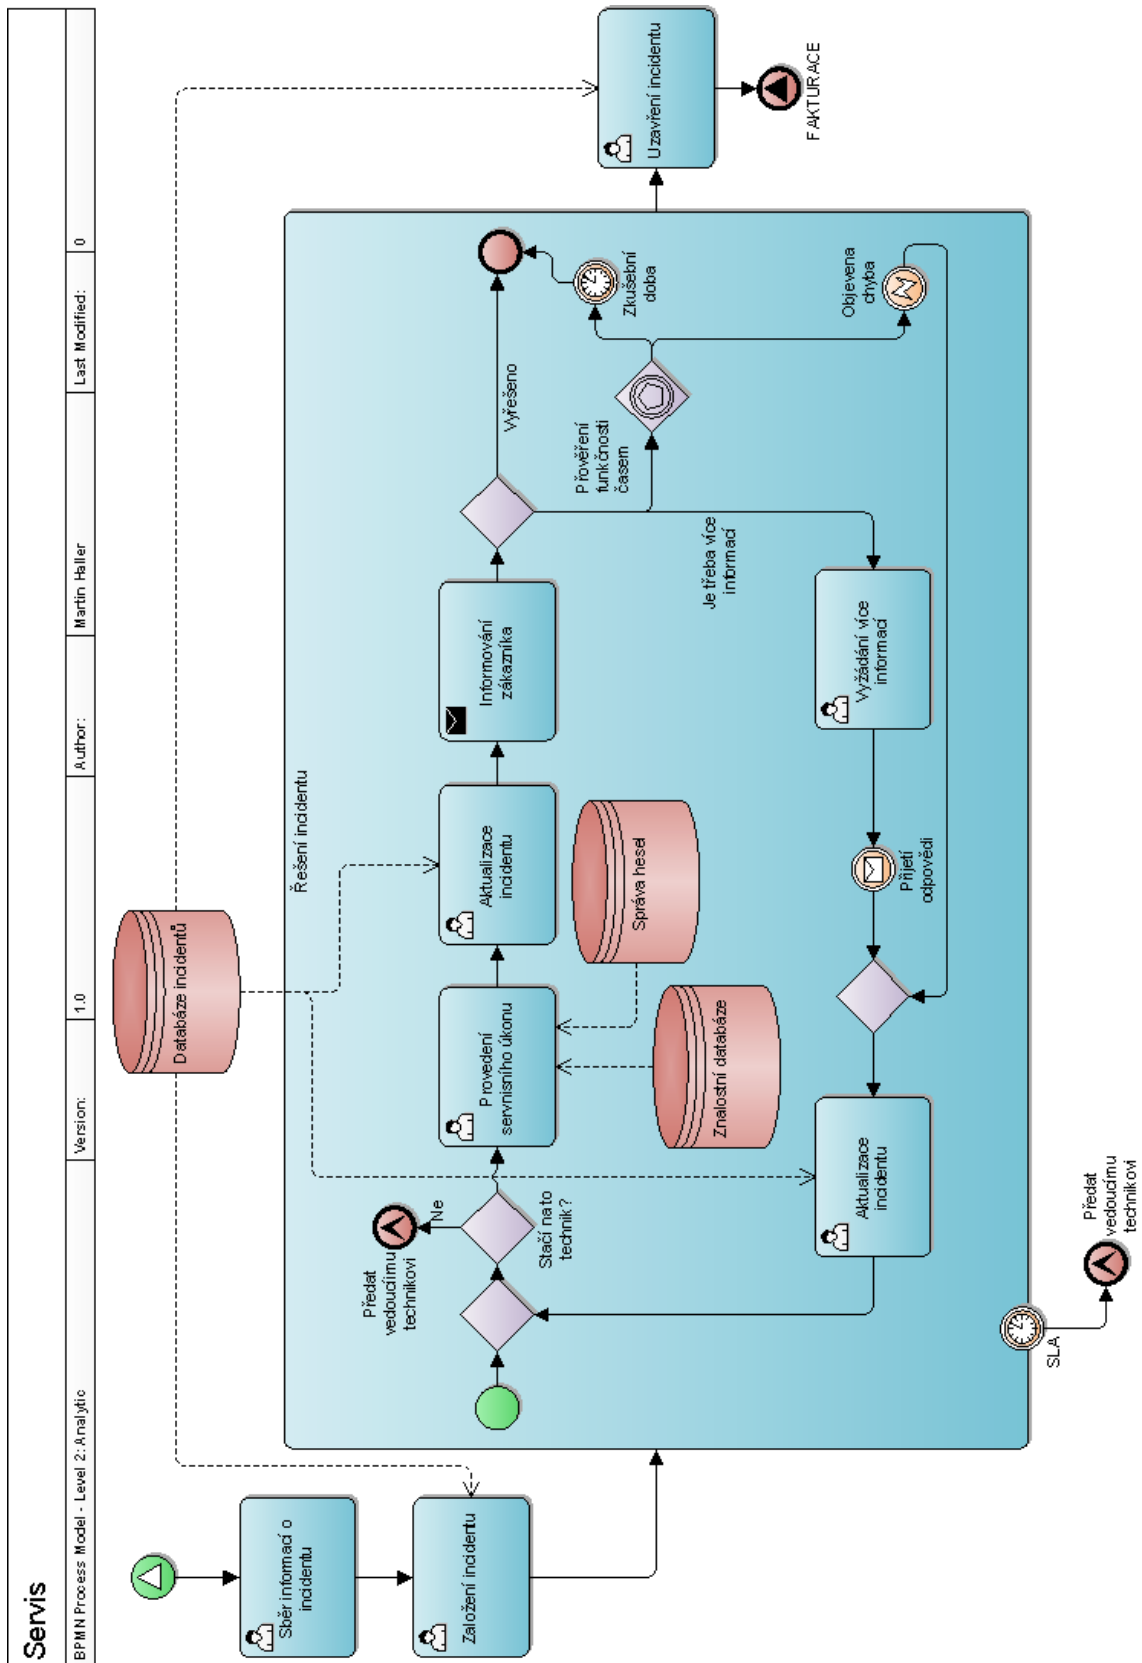 Servis
BPMN Process Model - Level 2: Analytic
Version:
1.0
Author:
Martin Haller
Last Modified:
0
Databáze incidentů
Sběr informací o
incidentu
Založení incidentu
Řešení incidentu
Předat
vedoucímu
technikovi
Ne
Stačí na to
technik?
Provedení
servnisního úkonu
Aktualizace
incidentu
Informování
zákazníka
Vyřešeno
Znalostní databáze
Správa hesel
Přověření
funkčnosti
časem
Zkušební
doba
Je třeba více
informací
Objevena
chyba
Aktualizace
incidentu
Přijetí
odpovědi
Vyžádání více
informací
SLA
Předat
vedoucímu
technikovi
Uzavření incidentu
FAKTURACE